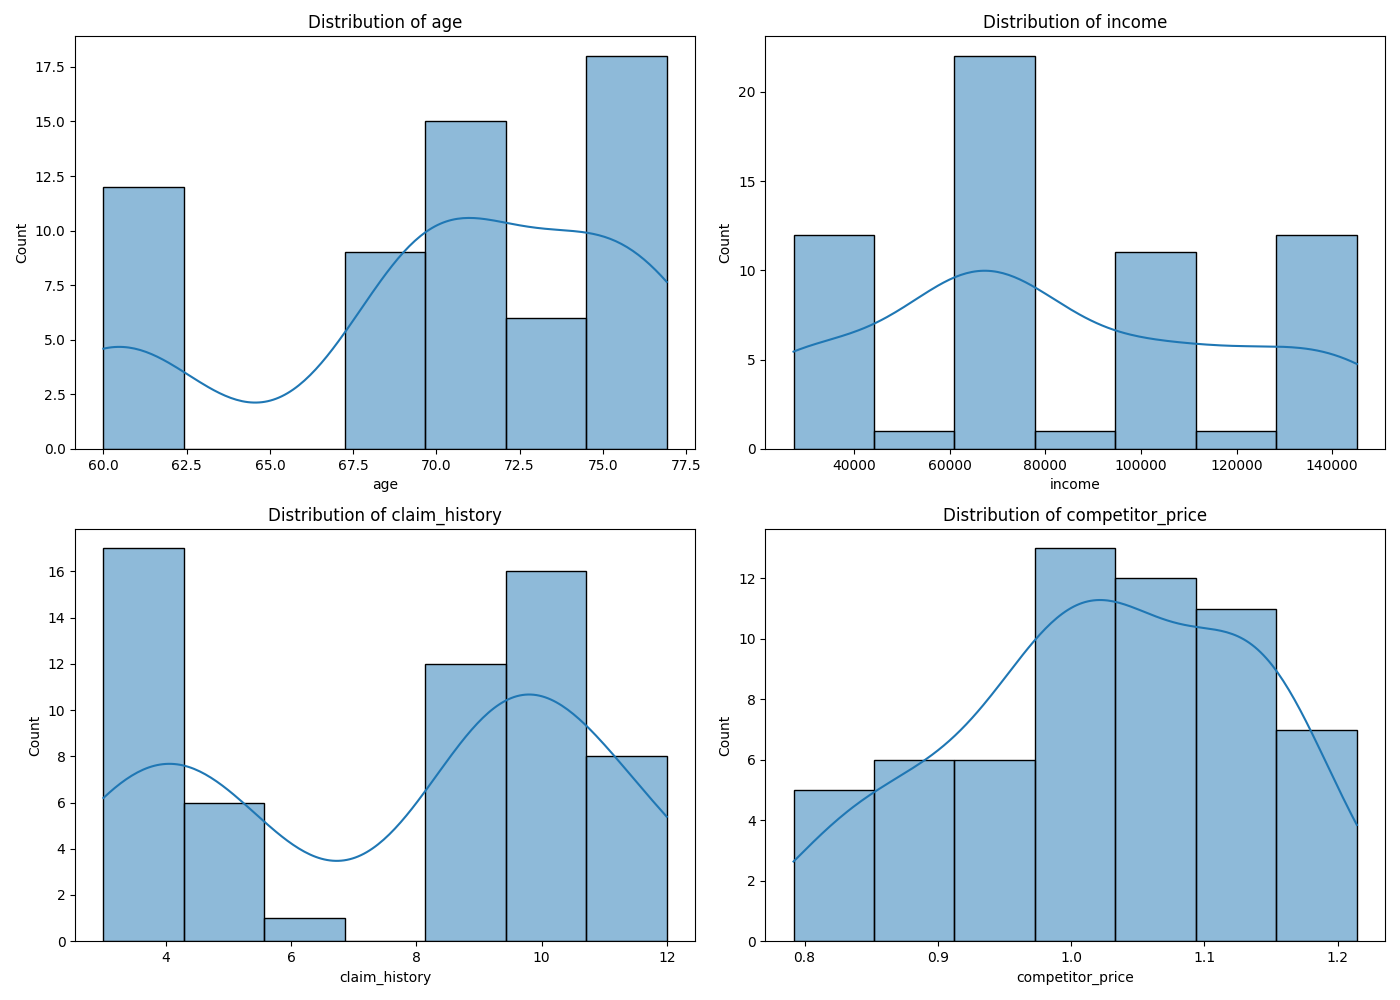 Distribution of age
17.5
15.0
12.5
10.0
7.5
5.0
2.5
0.0
Count
60.0 62.5 65.0 67.5 70.0 72.5 75.0 77.5
age
Distribution of income
20
15
10
5
0
Count
40000 60000 80000 100000 120000 140000
income
Distribution of claim_history
16
14
12
10
8
6
4
2
0
Count
4 6 8 10 12
claim_history
Distribution of competitor_price
12
10
8
6
4
2
0
Count
0.8 0.9 1.0 1.1 1.2
competitor_price